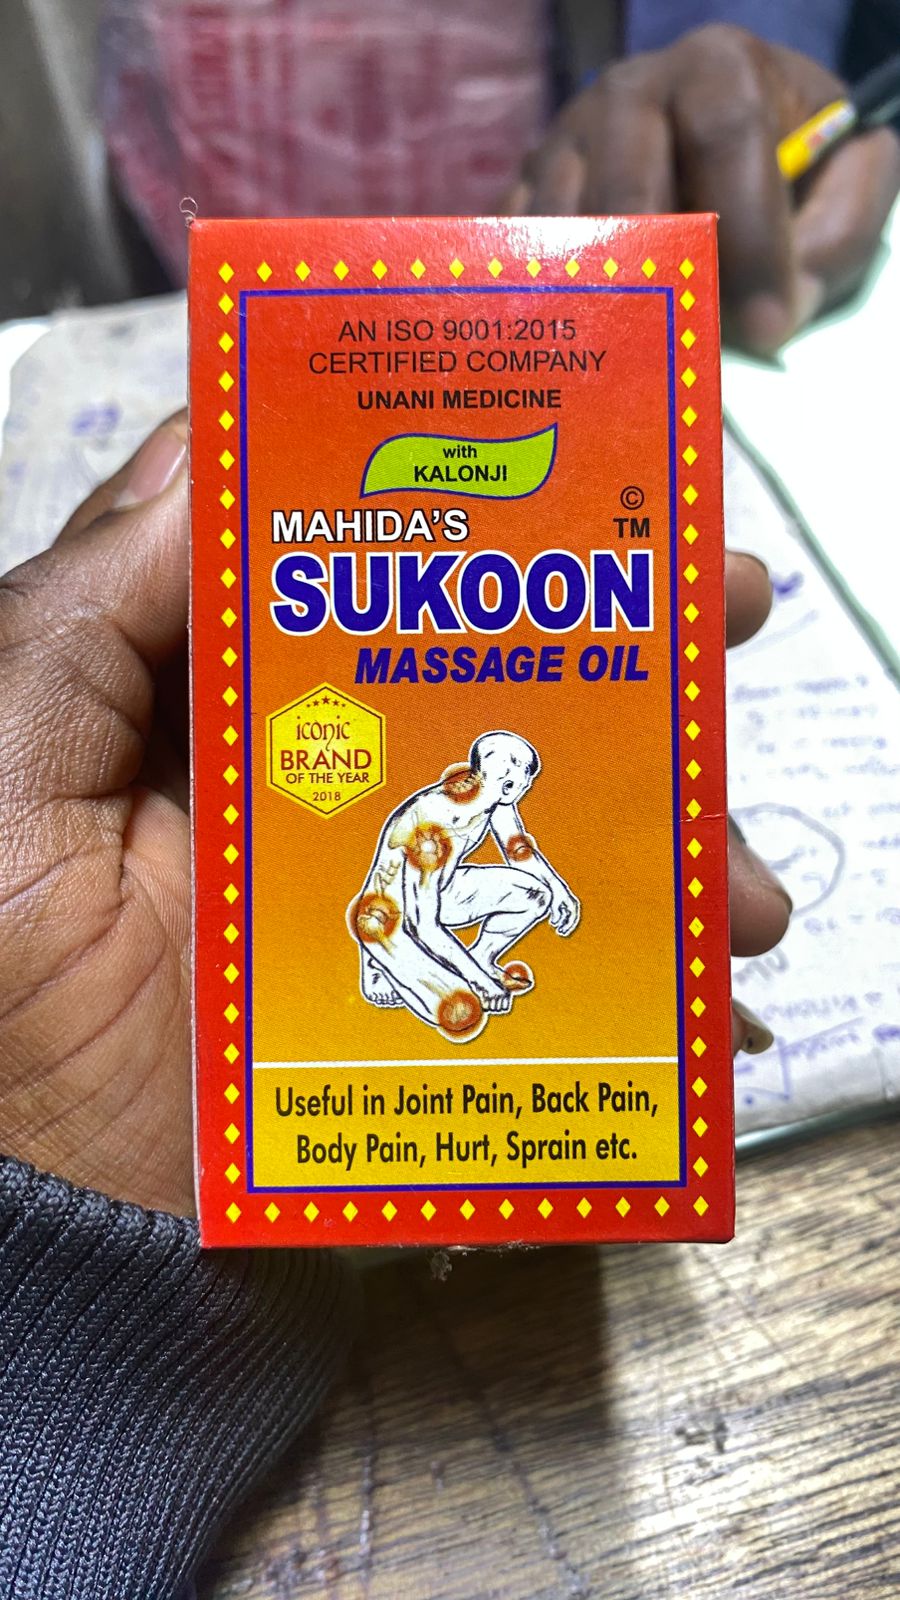 AN ISO 9001:2015
CERTIFIED COMPANY
UNANI MEDICINE
with
KALONJI
©
MAHIDA'S
TM
SUKOON
MASSAGE OIL
iconic
BRAND
OF THE YEAR
2018
Useful in Joint Pain, Back Pain,
Body Pain, Hurt, Sprain etc.